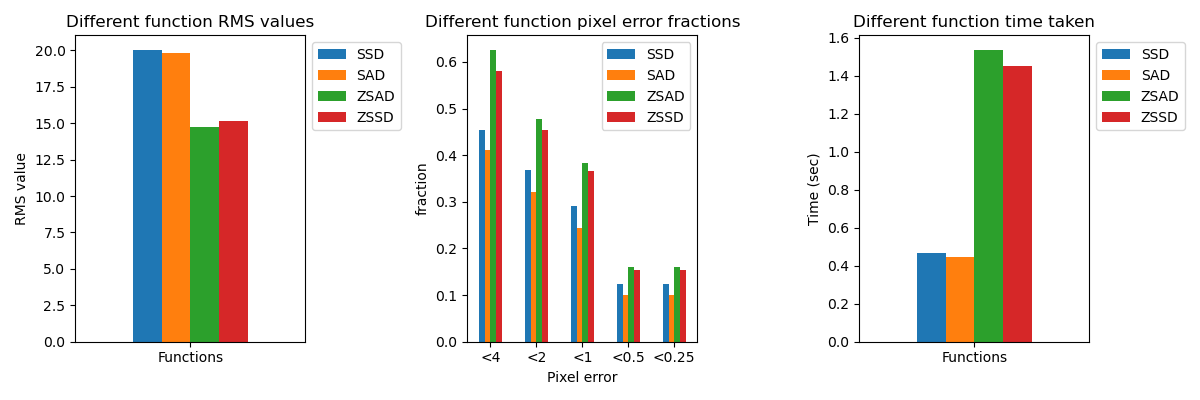 Different function RMS values
RMS value
20.0
17.5
15.0
12.5
10.0
7.5
5.0
2.5
0.0
Functions
SSD
SAD
ZSAD
ZSSD
Different function pixel error fractions
fraction
0.6
0.5
0.4
0.3
0.2
0.1
0.0
<4 <2 <1 <0.5 <0.25
Pixel error
SSD
SAD
ZSAD
ZSSD
Different function time taken
Time (sec)
1.6
1.4
1.2
1.0
0.8
0.6
0.4
0.2
0.0
Functions
SSD
SAD
ZSAD
ZSSD